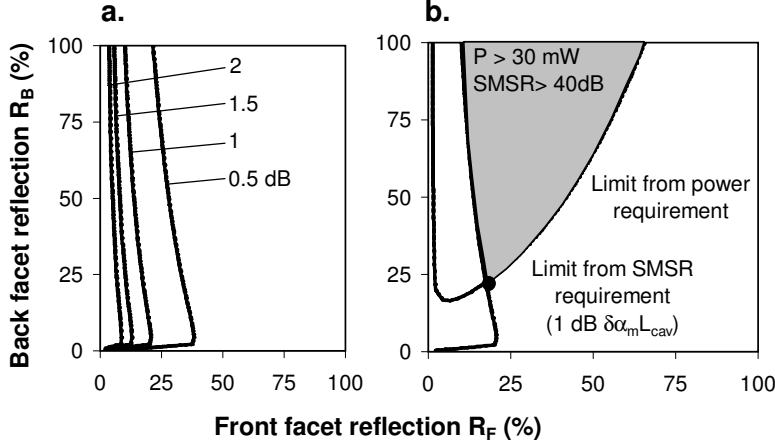 a.
b.
Back facet reflection R_B (%)
100
75
50
25
0
2
1.5
1
0.5 dB
0
25
50
75
100
100
75
50
25
0
P > 30 mW
SMSR> 40dB
Limit from power
requirement
Limit from SMSR
requirement
(1 dB δα_mL_cav)
0
25
50
75
100
Front facet reflection R_F (%)